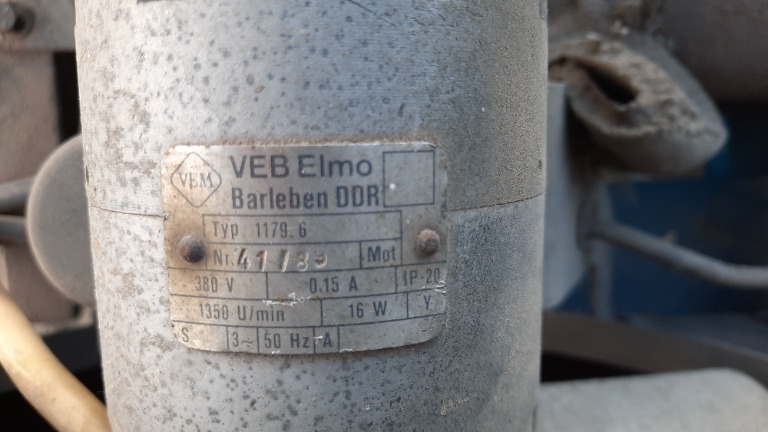 VEM
VEB Elmo
Barleben DDR
Typ 1179.6
Nr. 41/89 Mot
380 V 0.15 A IP-20
1350 U/min 16 W Y
S 3~ 50 Hz A